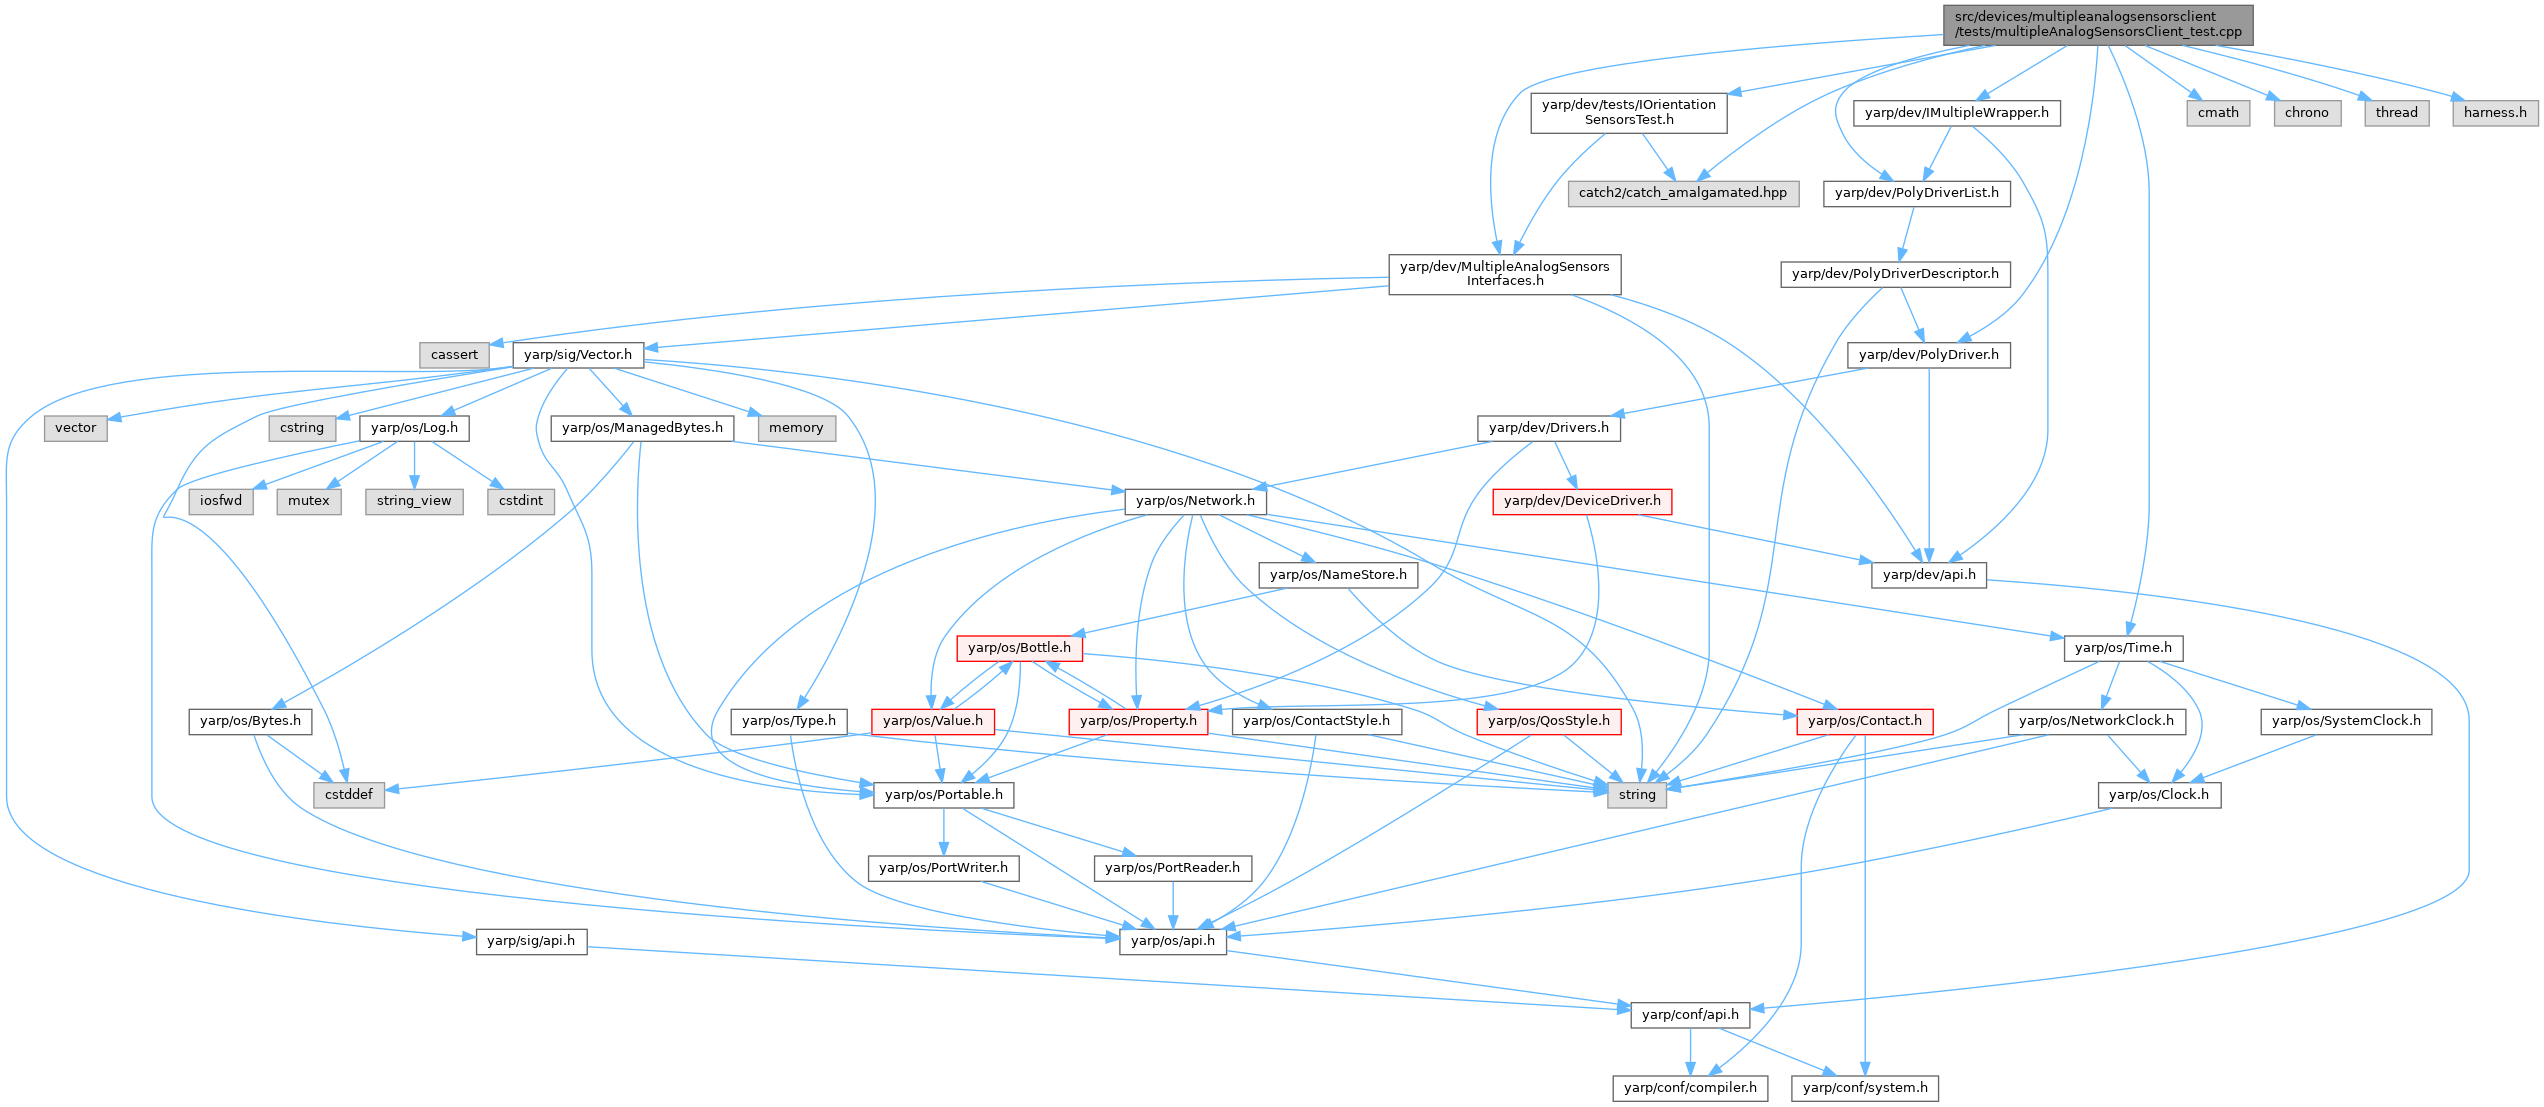 src/devices/multipleanalogsensorsclient
/tests/multipleAnalogSensorsClient_test.cpp
yarp/dev/tests/IOrientation
SensorsTest.h
yarp/dev/IMultipleWrapper.h
cmath
chrono
thread
harness.h
catch2/catch_amalgamated.hpp
yarp/dev/PolyDriverList.h
yarp/dev/MultipleAnalogSensors
Interfaces.h
yarp/dev/PolyDriverDescriptor.h
cassert
yarp/sig/Vector.h
yarp/dev/PolyDriver.h
vector
cstring
yarp/os/Log.h
yarp/os/ManagedBytes.h
memory
yarp/dev/Drivers.h
iosfwd
mutex
string_view
cstdint
yarp/os/Network.h
yarp/dev/DeviceDriver.h
yarp/os/NameStore.h
yarp/dev/api.h
yarp/os/Bottle.h
yarp/os/Time.h
yarp/os/Bytes.h
yarp/os/Type.h
yarp/os/Value.h
yarp/os/Property.h
yarp/os/ContactStyle.h
yarp/os/QosStyle.h
yarp/os/Contact.h
yarp/os/NetworkClock.h
yarp/os/SystemClock.h
cstddef
yarp/os/Portable.h
string
yarp/os/Clock.h
yarp/os/PortWriter.h
yarp/os/PortReader.h
yarp/sig/api.h
yarp/os/api.h
yarp/conf/api.h
yarp/conf/compiler.h
yarp/conf/system.h